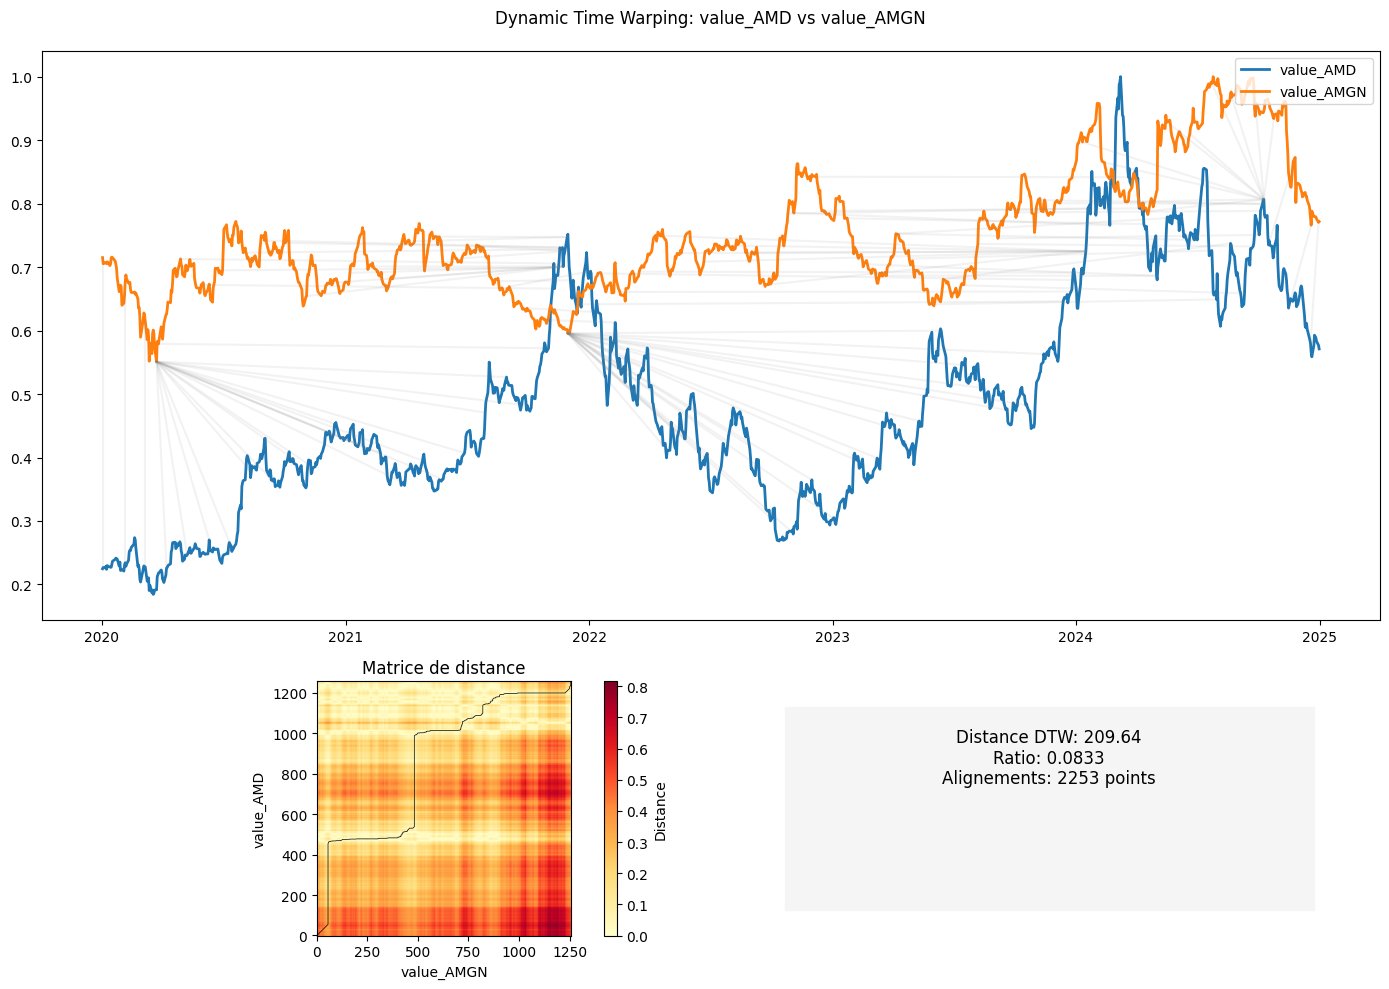 Dynamic Time Warping: value_AMD vs value_AMGN
value_AMD
value_AMGN
1.0
0.9
0.8
0.7
0.6
0.5
0.4
0.3
0.2
2020 2021 2022 2023 2024 2025
Matrice de distance
value_AMD
1200
1000
800
600
400
200
0
0 250 500 750 1000 1250
value_AMGN
0.8
0.7
0.6
0.5
0.4
0.3
0.2
0.1
0.0
Distance
Distance DTW: 209.64
Ratio: 0.0833
Alignements: 2253 points